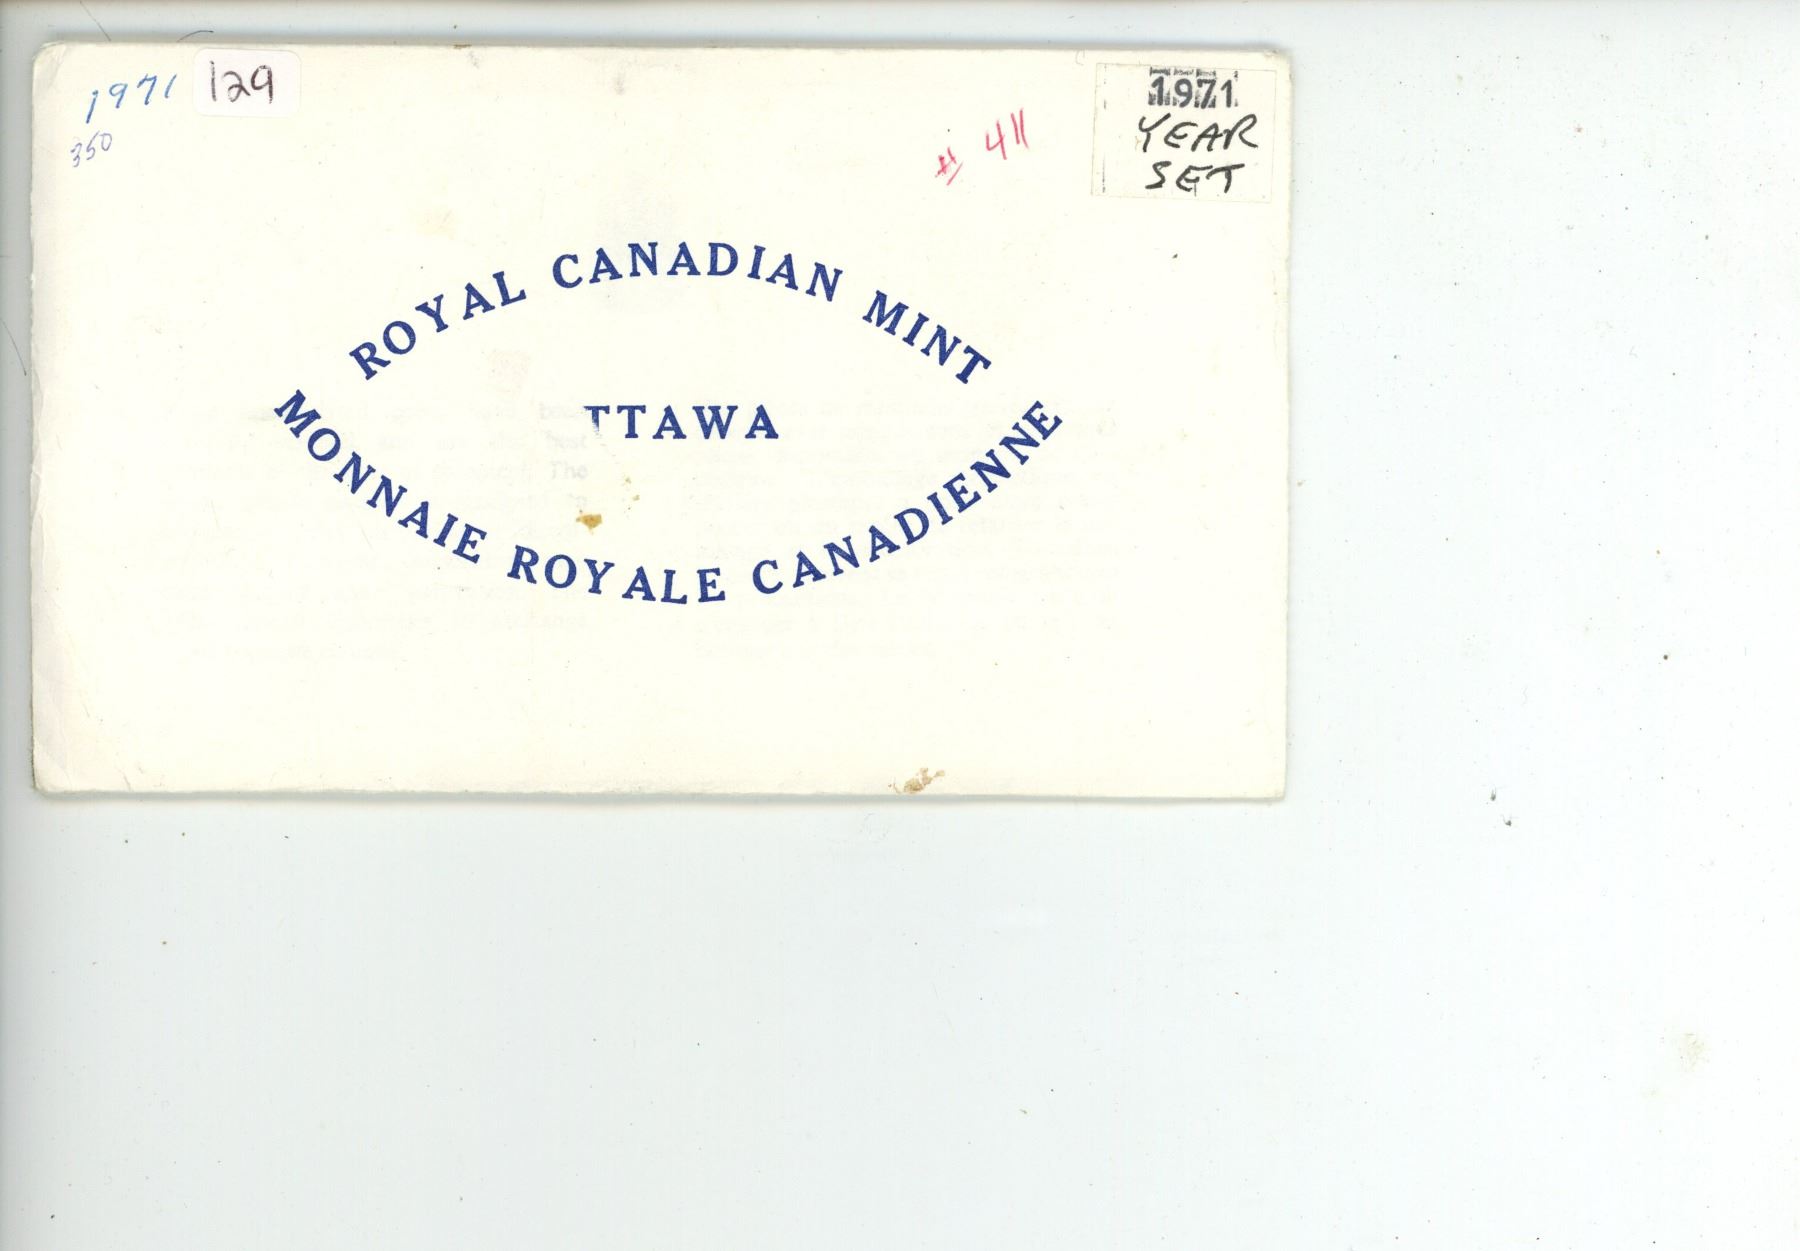 1971
129
350
# 411
1971
YEAR
SET
ROYAL CANADIAN MINT
TTAWA
MONNAIE ROYALE CANADIENNE